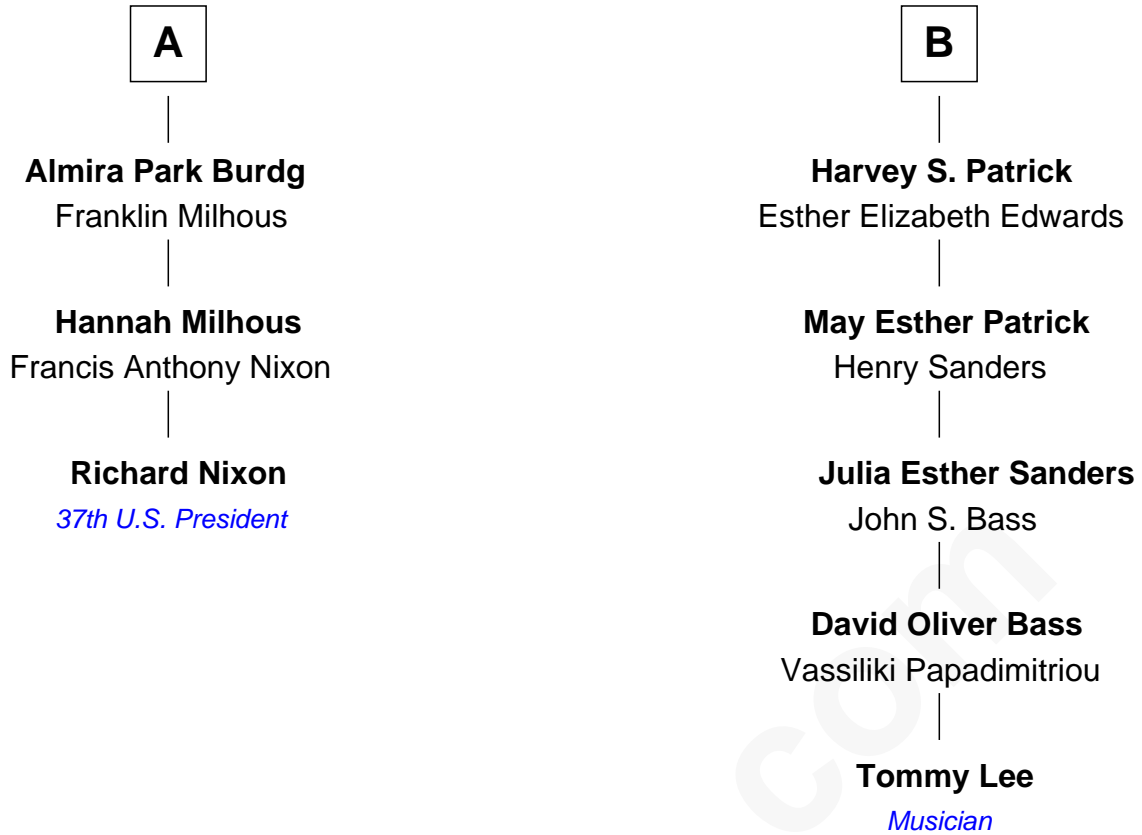 A
Almira Park Burdg
Franklin Milhous
Hannah Milhous
Francis Anthony Nixon
Richard Nixon
37th U.S. President
B
Harvey S. Patrick
Esther Elizabeth Edwards
May Esther Patrick
Henry Sanders
Julia Esther Sanders
John S. Bass
David Oliver Bass
Vassiliki Papadimitriou
Tommy Lee
Musician
com